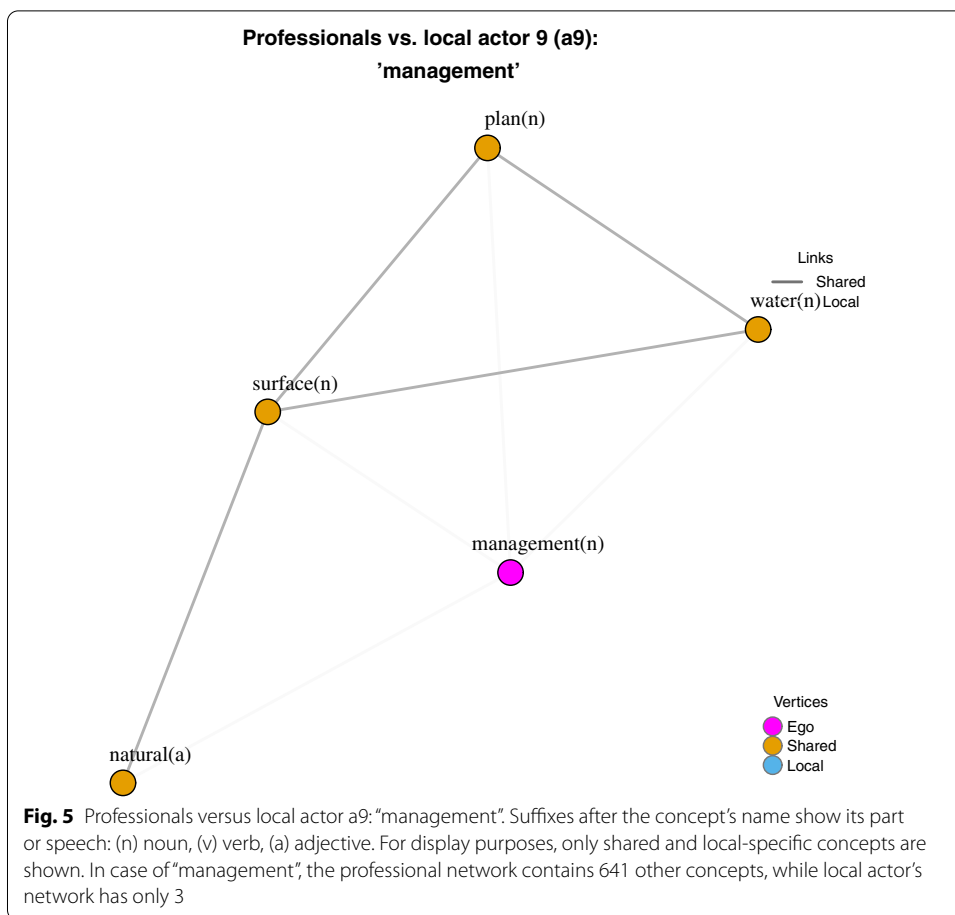 Professionals vs. local actor 9 (a9):
’management’
plan(n)
Links
Shared
water(n)
Local
surface(n)
management(n)
Vertices
Ego
Shared
Local
natural(a)
Fig. 5 Professionals versus local actor a9: “management”. Suffixes after the concept’s name show its part
or speech: (n) noun, (v) verb, (a) adjective. For display purposes, only shared and local-specific concepts are
shown. In case of “management”, the professional network contains 641 other concepts, while local actor’s
network has only 3